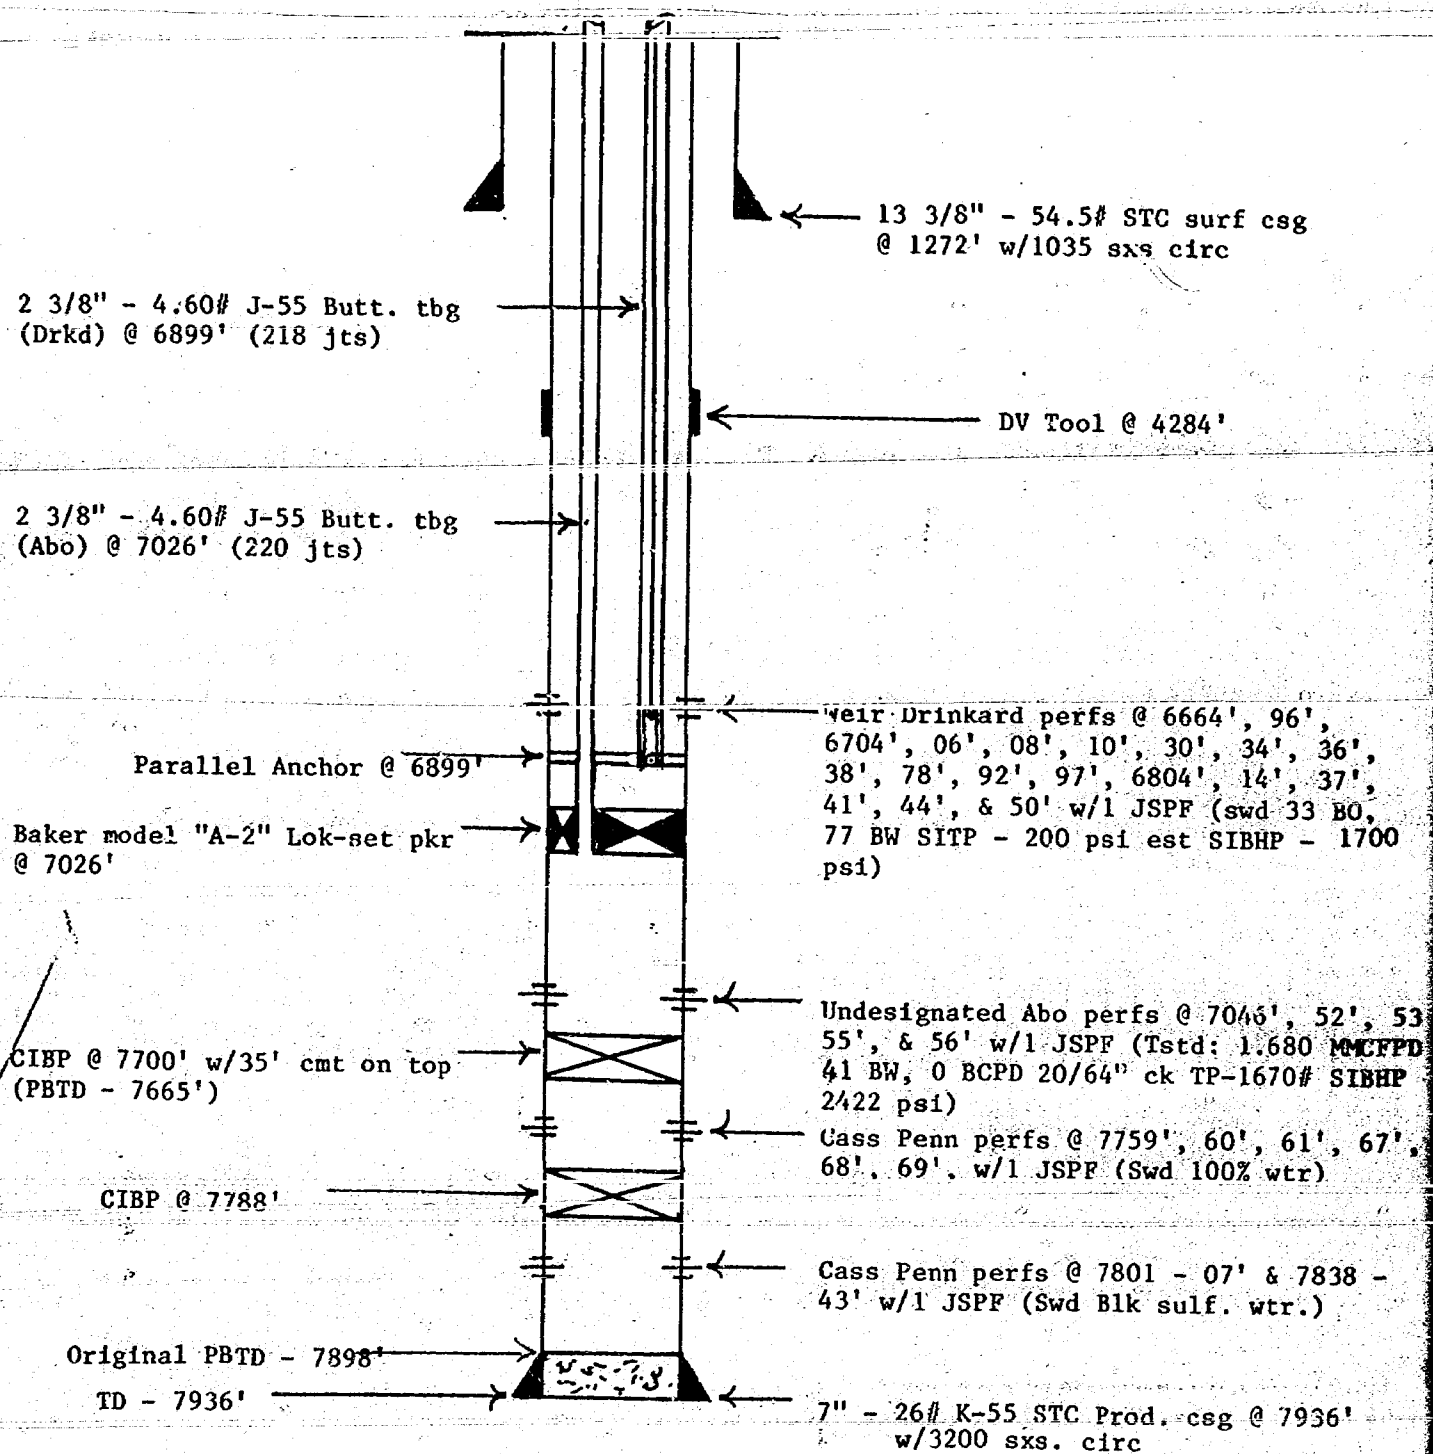 13 3/8" - 54.5# STC surf csg
@ 1272' w/1035 sxs circ
2 3/8" - 4.60# J-55 Butt. tbg
(Drkd) @ 6899' (218 jts)
DV Tool @ 4284'
2 3/8" - 4.60# J-55 Butt. tbg
(Abo) @ 7026' (220 jts)
Weir Drinkard perfs @ 6664', 96',
6704', 06', 08', 10', 30', 34', 36',
38', 78', 92', 97', 6804', 14', 37',
41', 44', & 50' w/1 JSPF (swd 33 BO,
77 BW SITP - 200 psi est SIBHP - 1700
psi)
Parallel Anchor @ 6899'
Baker model "A-2" Lok-set pkr
@ 7026'
Undesignated Abo perfs @ 7046', 52', 53
55', & 56' w/1 JSPF (Tstd: 1.680 MMCFPD
41 BW, 0 BCPD 20/64" ck TP-1670# SIBHP
2422 psi)
CIBP @ 7700' w/35' cmt on top
(PBTD - 7665')
Cass Penn perfs @ 7759', 60', 61', 67',
68', 69', w/1 JSPF (Swd 100% wtr)
CIBP @ 7788'
Cass Penn perfs @ 7801 - 07' & 7838 -
43' w/1 JSPF (Swd Blk sulf. wtr.)
Original PBTD - 7898'
TD - 7936'
7" - 26# K-55 STC Prod. csg @ 7936'
w/3200 sxs. circ